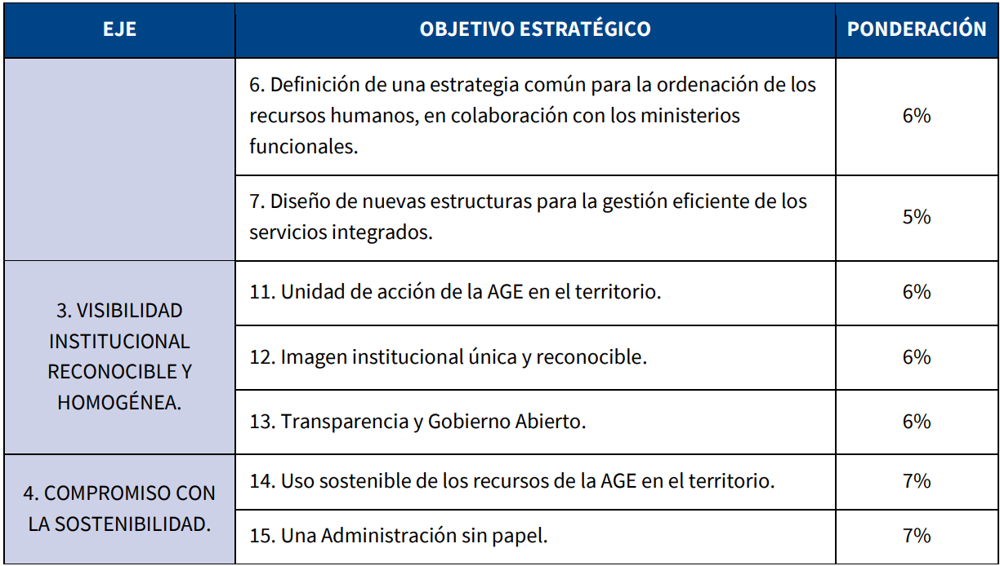 EJE OBJETIVO ESTRATÉGICO PONDERACIÓN
6. Definición de una estrategia común para la ordenación de los
recursos humanos, en colaboración con los ministerios
funcionales.
6%
7. Diseño de nuevas estructuras para la gestión eficiente de los
servicios integrados.
5%
3. VISIBILIDAD
INSTITUCIONAL
RECONOCIBLE Y
HOMOGÉNEA.
11. Unidad de acción de la AGE en el territorio.
6%
12. Imagen institucional única y reconocible.
6%
13. Transparencia y Gobierno Abierto.
6%
4. COMPROMISO CON
LA SOSTENIBILIDAD.
14. Uso sostenible de los recursos de la AGE en el territorio.
7%
15. Una Administración sin papel.
7%